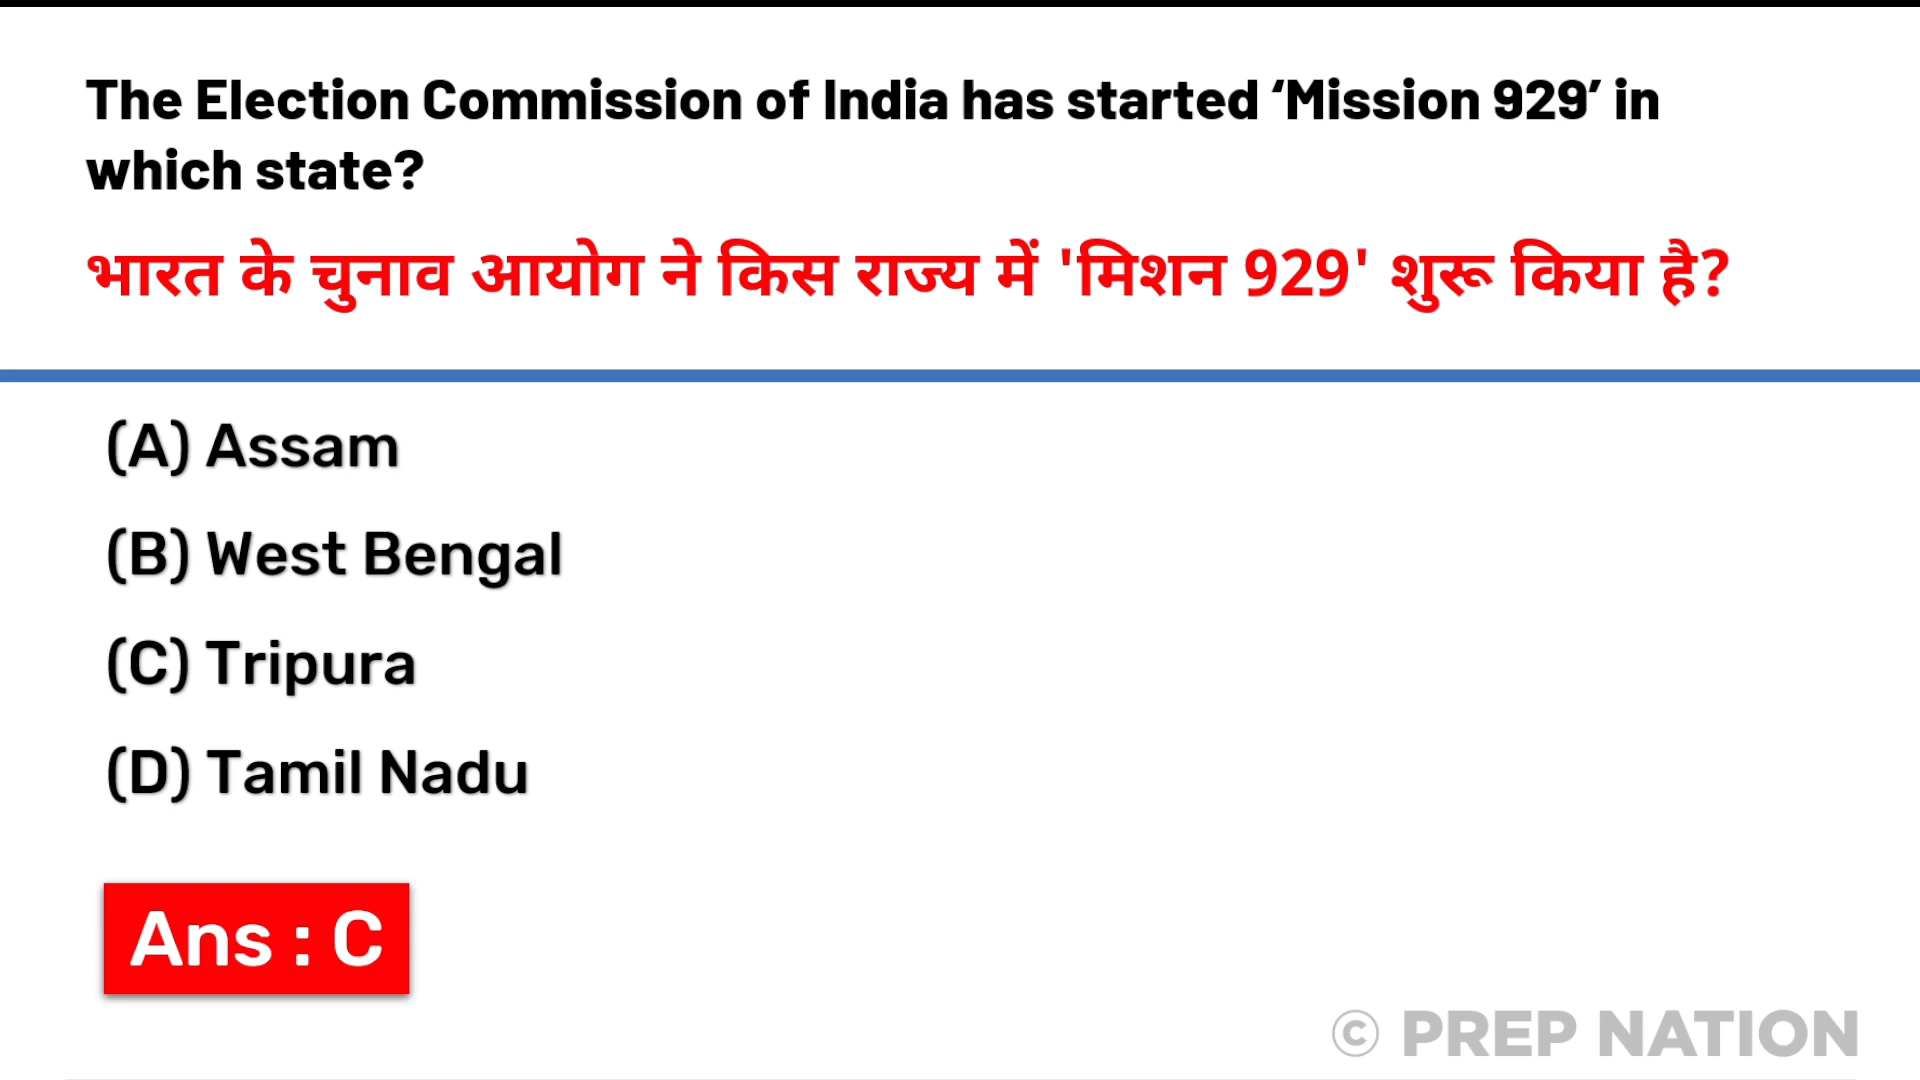 The Election Commission of India has started ‘Mission 929’ in
which state?
भारत के चुनाव आयोग ने किस राज्य में 'मिशन 929' शुरू किया है?
(A) Assam
(B) West Bengal
(C) Tripura
(D) Tamil Nadu
Ans : C
© PREP NATION